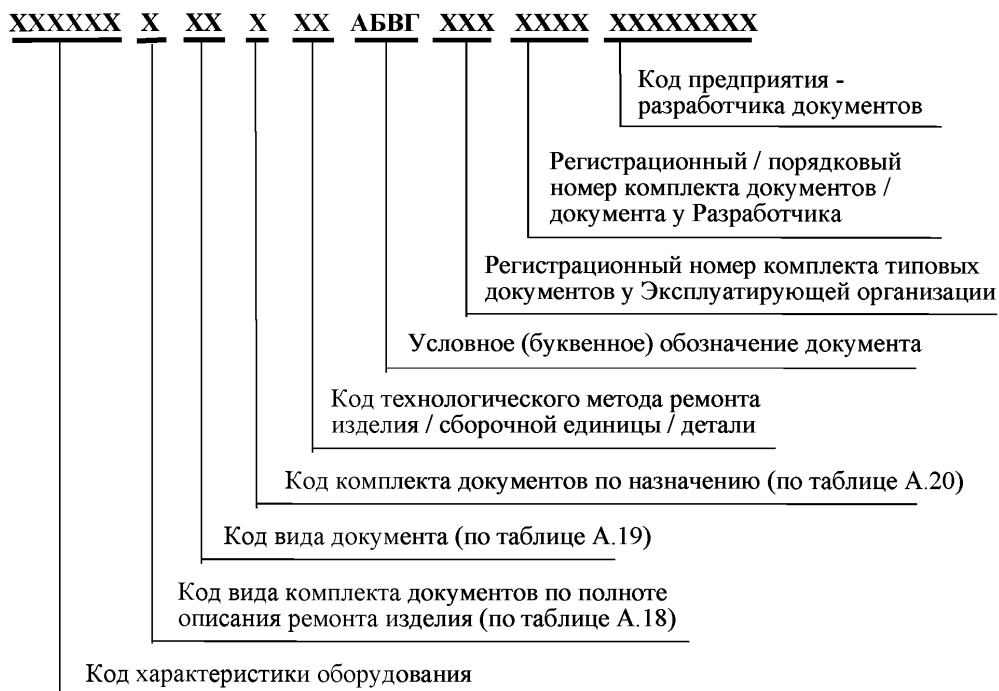 XXXXXX X XX X XX АБВГ XXX XXXX XXXXXXXX
Код предприятия -
разработчика документов
Регистрационный / порядковый
номер комплекта документов /
документа у Разработчика
Регистрационный номер комплекта типовых
документов у Эксплуатирующей организации
Условное (буквенное) обозначение документа
Код технологического метода ремонта
изделия / сборочной единицы / детали
Код комплекта документов по назначению (по таблице А.20)
Код вида документа (по таблице А.19)
Код вида комплекта документов по полноте
описания ремонта изделия (по таблице А.18)
Код характеристики оборудования